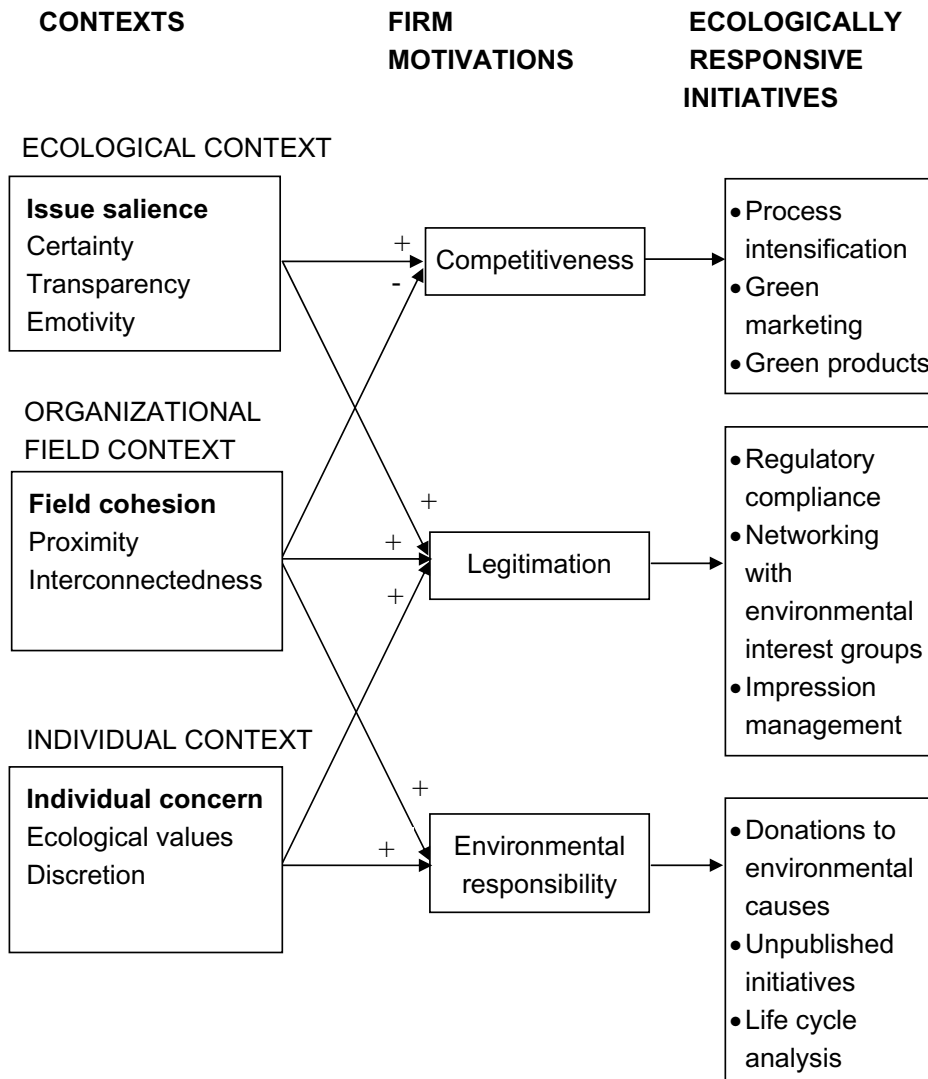 CONTEXTS
FIRM
MOTIVATIONS
ECOLOGICALLY
RESPONSIVE
INITIATIVES
ECOLOGICAL CONTEXT
Issue salience
Certainty
Transparency
Emotivity
+
-
Competitiveness
• Process
intensification
• Green
marketing
• Green products
ORGANIZATIONAL
FIELD CONTEXT
Field cohesion
Proximity
Interconnectedness
+
+
+
Legitimation
• Regulatory
compliance
• Networking
with
environmental
interest groups
• Impression
management
INDIVIDUAL CONTEXT
Individual concern
Ecological values
Discretion
+
+
Environmental
responsibility
• Donations to
environmental
causes
• Unpublished
initiatives
• Life cycle
analysis